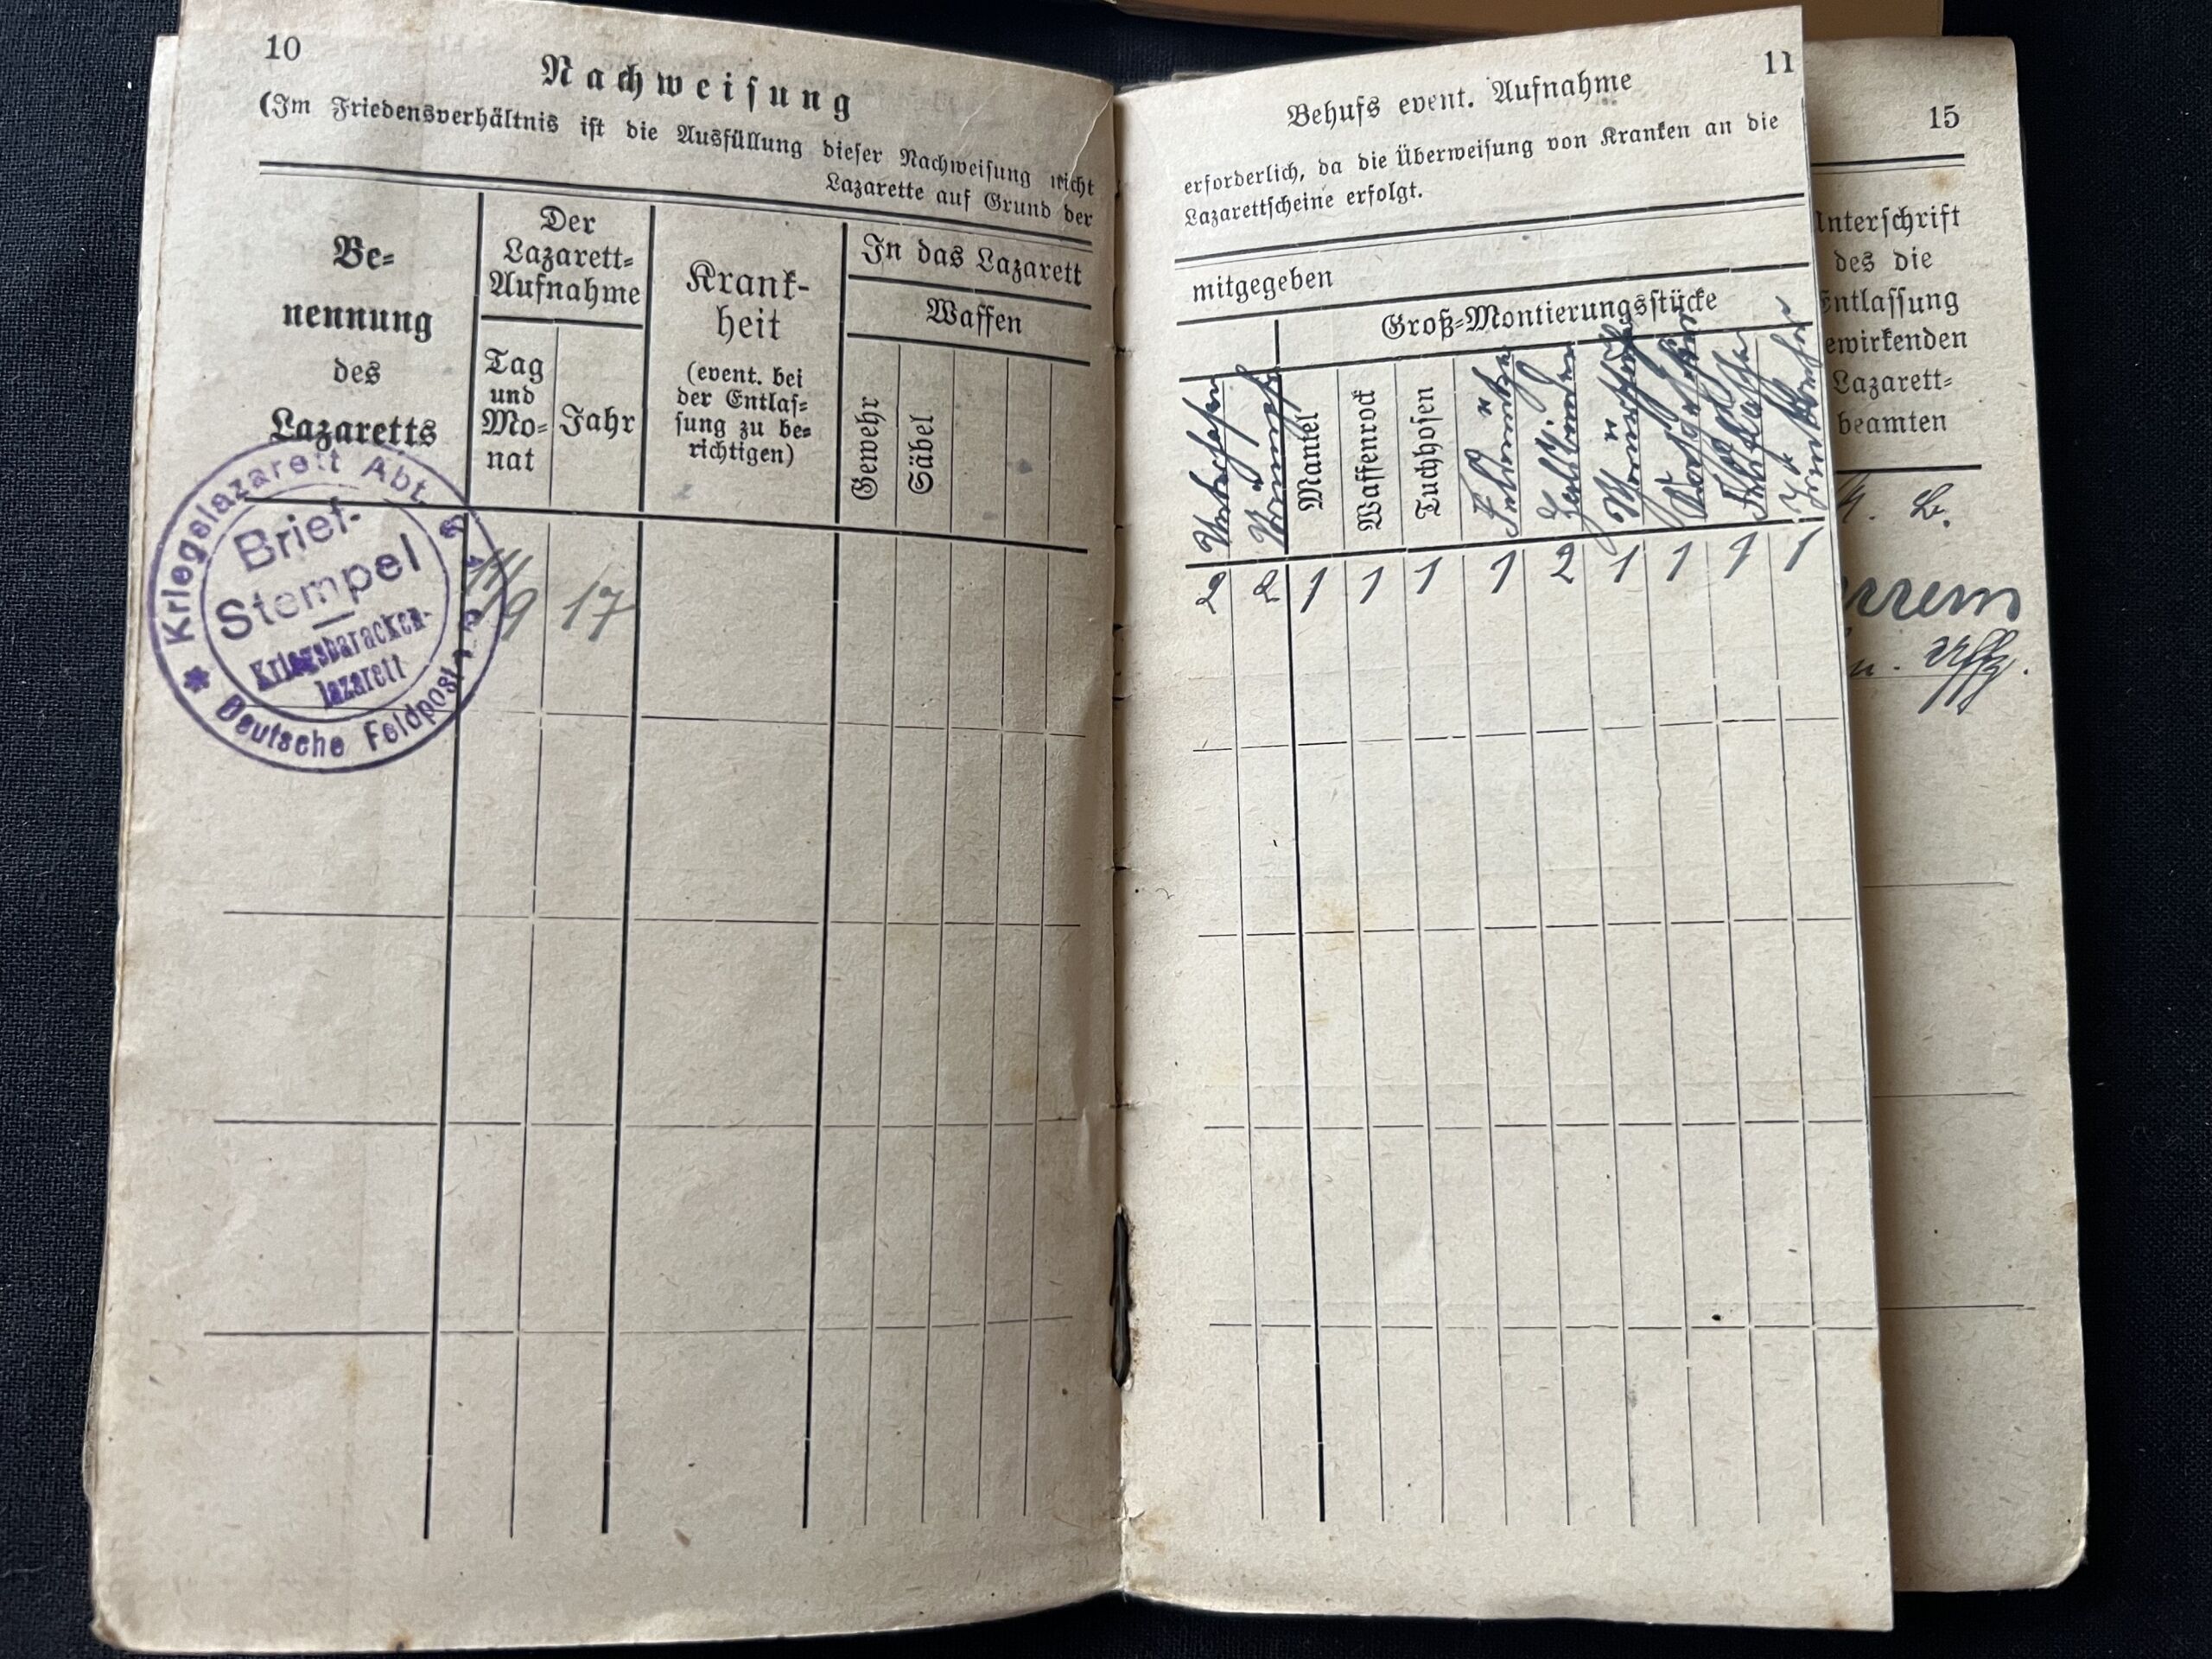 10
Nachweisung
(Im Friedensverhältnis ist die Ausfüllung dieser Nachweisung nicht
Lazarette auf Grund der
Be-
nennung
des
Lazaretts
Der
Lazarett-
Aufnahme
Tag
und
Mo-
nat
Jahr
Krank-
heit
(event. bei
der Entlas-
sung zu be-
richtigen)
In das Lazarett
Waffen
Gewehr
Säbel
Kriegslazarett Abt.
Brief-
Stempel
Kriegsbaracken-
lazarett
Deutsche Feldpost
9 17
11
Behufs event. Aufnahme
erforderlich, da die Überweisung von Kranken an die
Lazarettscheine erfolgt.
mitgegeben
Groß-Montierungsstücke
Unterhosen
Mantel
Waffenrock
Tuchhosen
Feldmütze
2 2 1 1 1 1 2 1 1 1 1
15
Unterschrift
des die
Entlassung
bewirkenden
Lazarett-
beamten